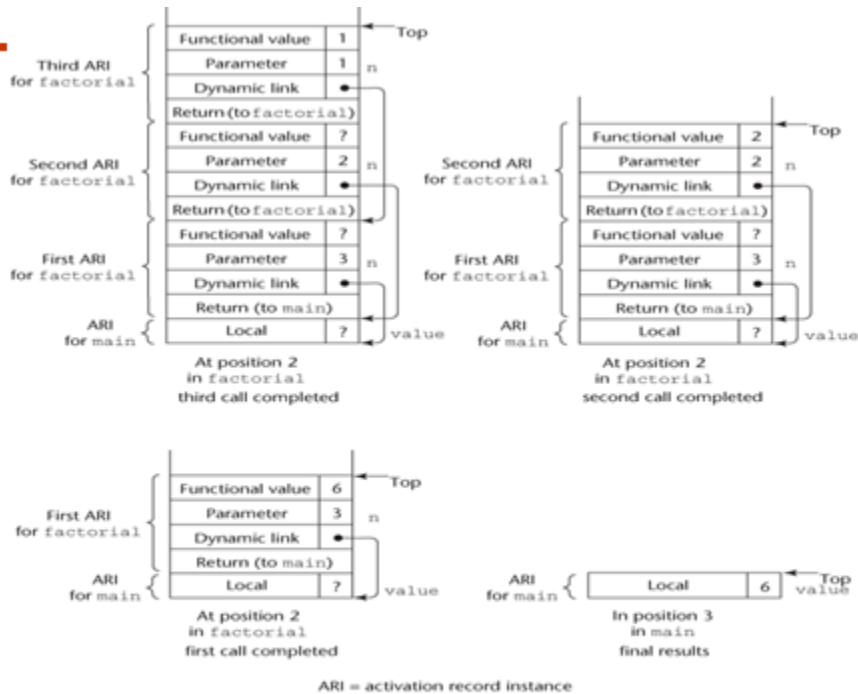 Functional value 1
Top
Third ARI
for factorial
Parameter 1
n
Dynamic link
Return (to factorial)
Second ARI
for factorial
Functional value ?
Parameter 2
n
Dynamic link
Return (to factorial)
First ARI
for factorial
Functional value ?
Parameter 3
n
Dynamic link
Return (to main)
ARI
for main
Local ?
value
At position 2
in factorial
third call completed
Top
Second ARI
for factorial
Functional value 2
Parameter 2
n
Dynamic link
Return (to factorial)
First ARI
for factorial
Functional value ?
Parameter 3
n
Dynamic link
Return (to main)
ARI
for main
Local ?
value
At position 2
in factorial
second call completed
Top
First ARI
for factorial
Functional value 6
Parameter 3
n
Dynamic link
Return (to main)
ARI
for main
Local ?
value
At position 2
in factorial
first call completed
ARI
for main
Local 6
Top
value
In position 3
in main
final results
ARI = activation record instance